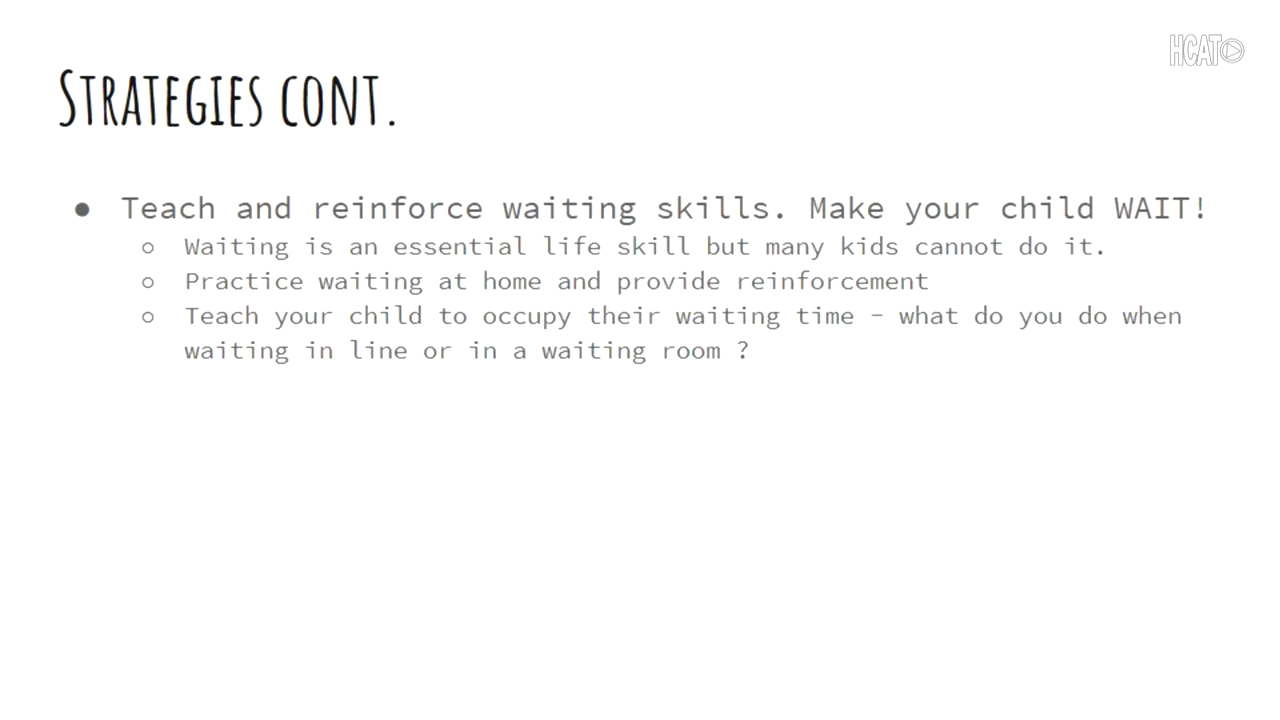 HCAT
STRATEGIES CONT.
● Teach and reinforce waiting skills. Make your child WAIT!
○ Waiting is an essential life skill but many kids cannot do it.
○ Practice waiting at home and provide reinforcement
○ Teach your child to occupy their waiting time - what do you do when
waiting in line or in a waiting room ?